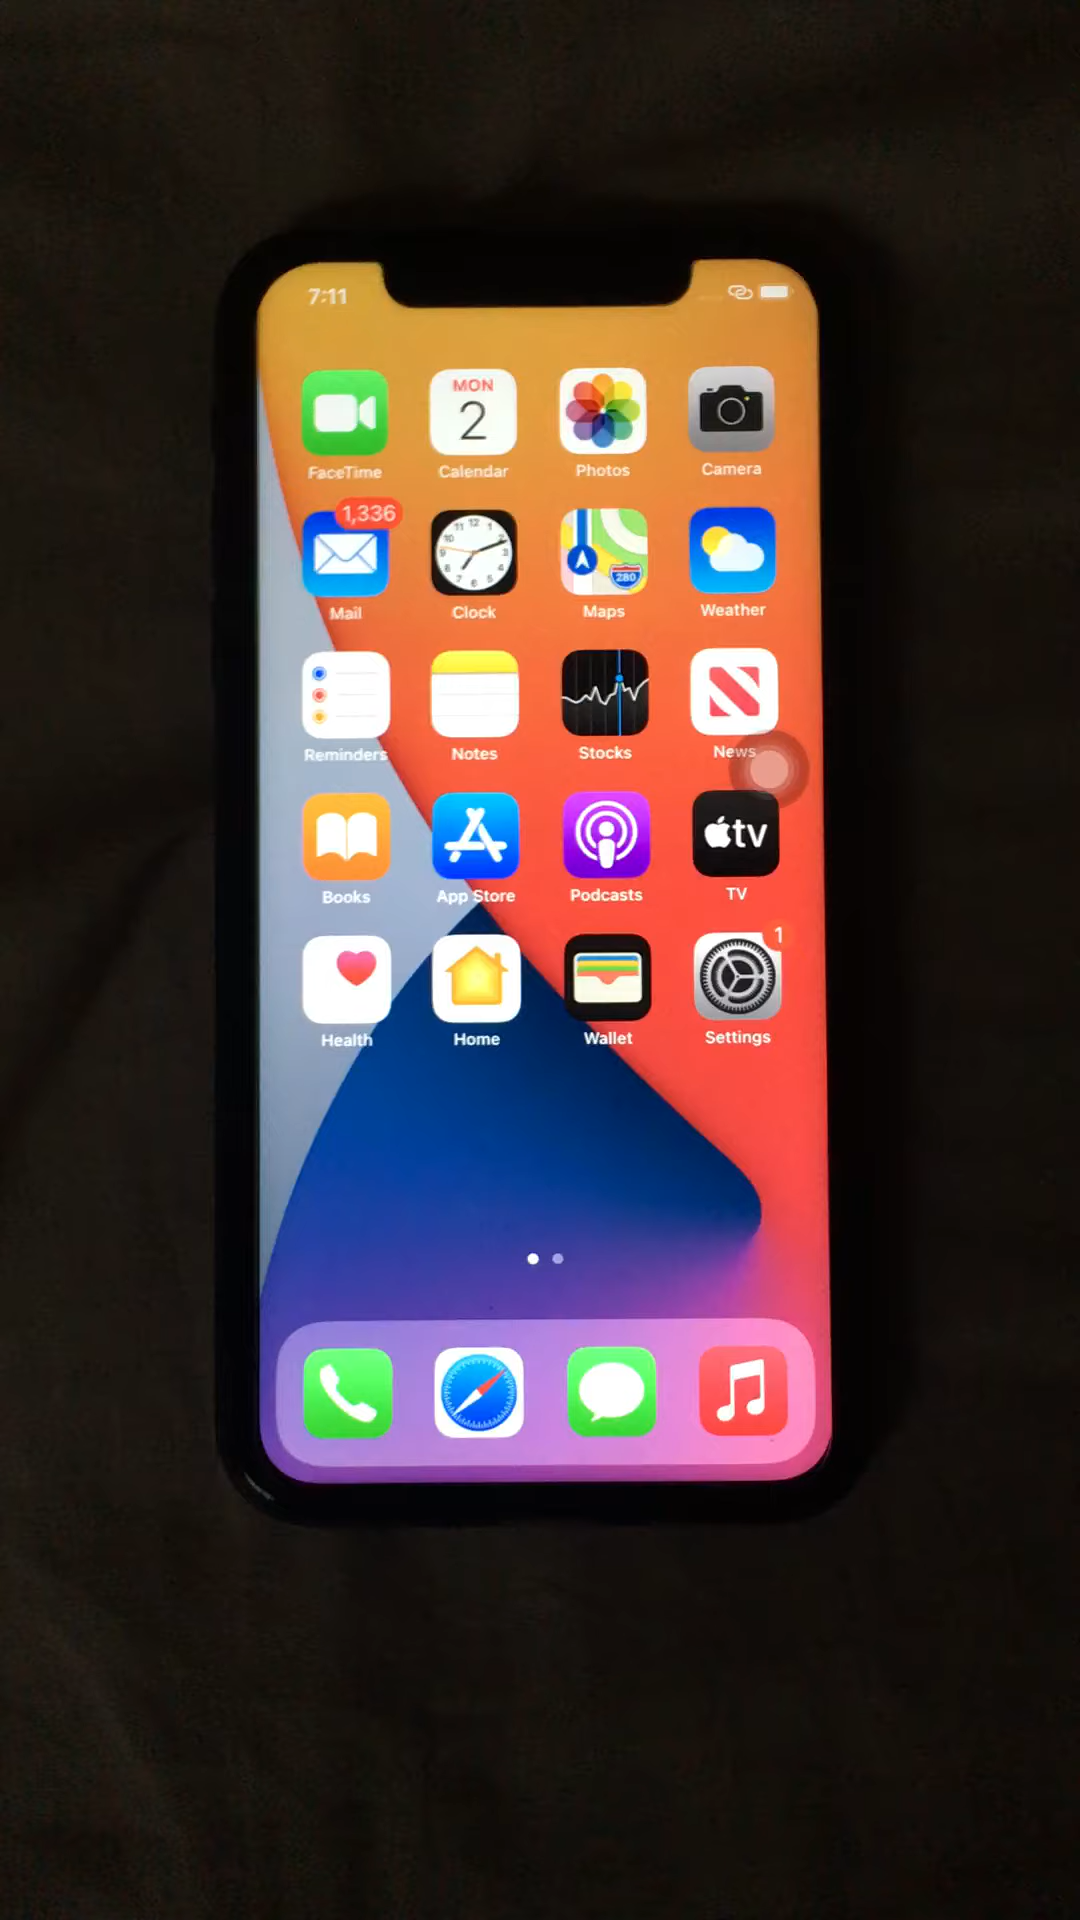 7:11
MON
2
FaceTime
Calendar
Photos
Camera
1,336
Mail
Clock
Maps
Weather
280
Reminders
Notes
Stocks
News
tv
Books
App Store
Podcasts
TV
1
Health
Home
Wallet
Settings